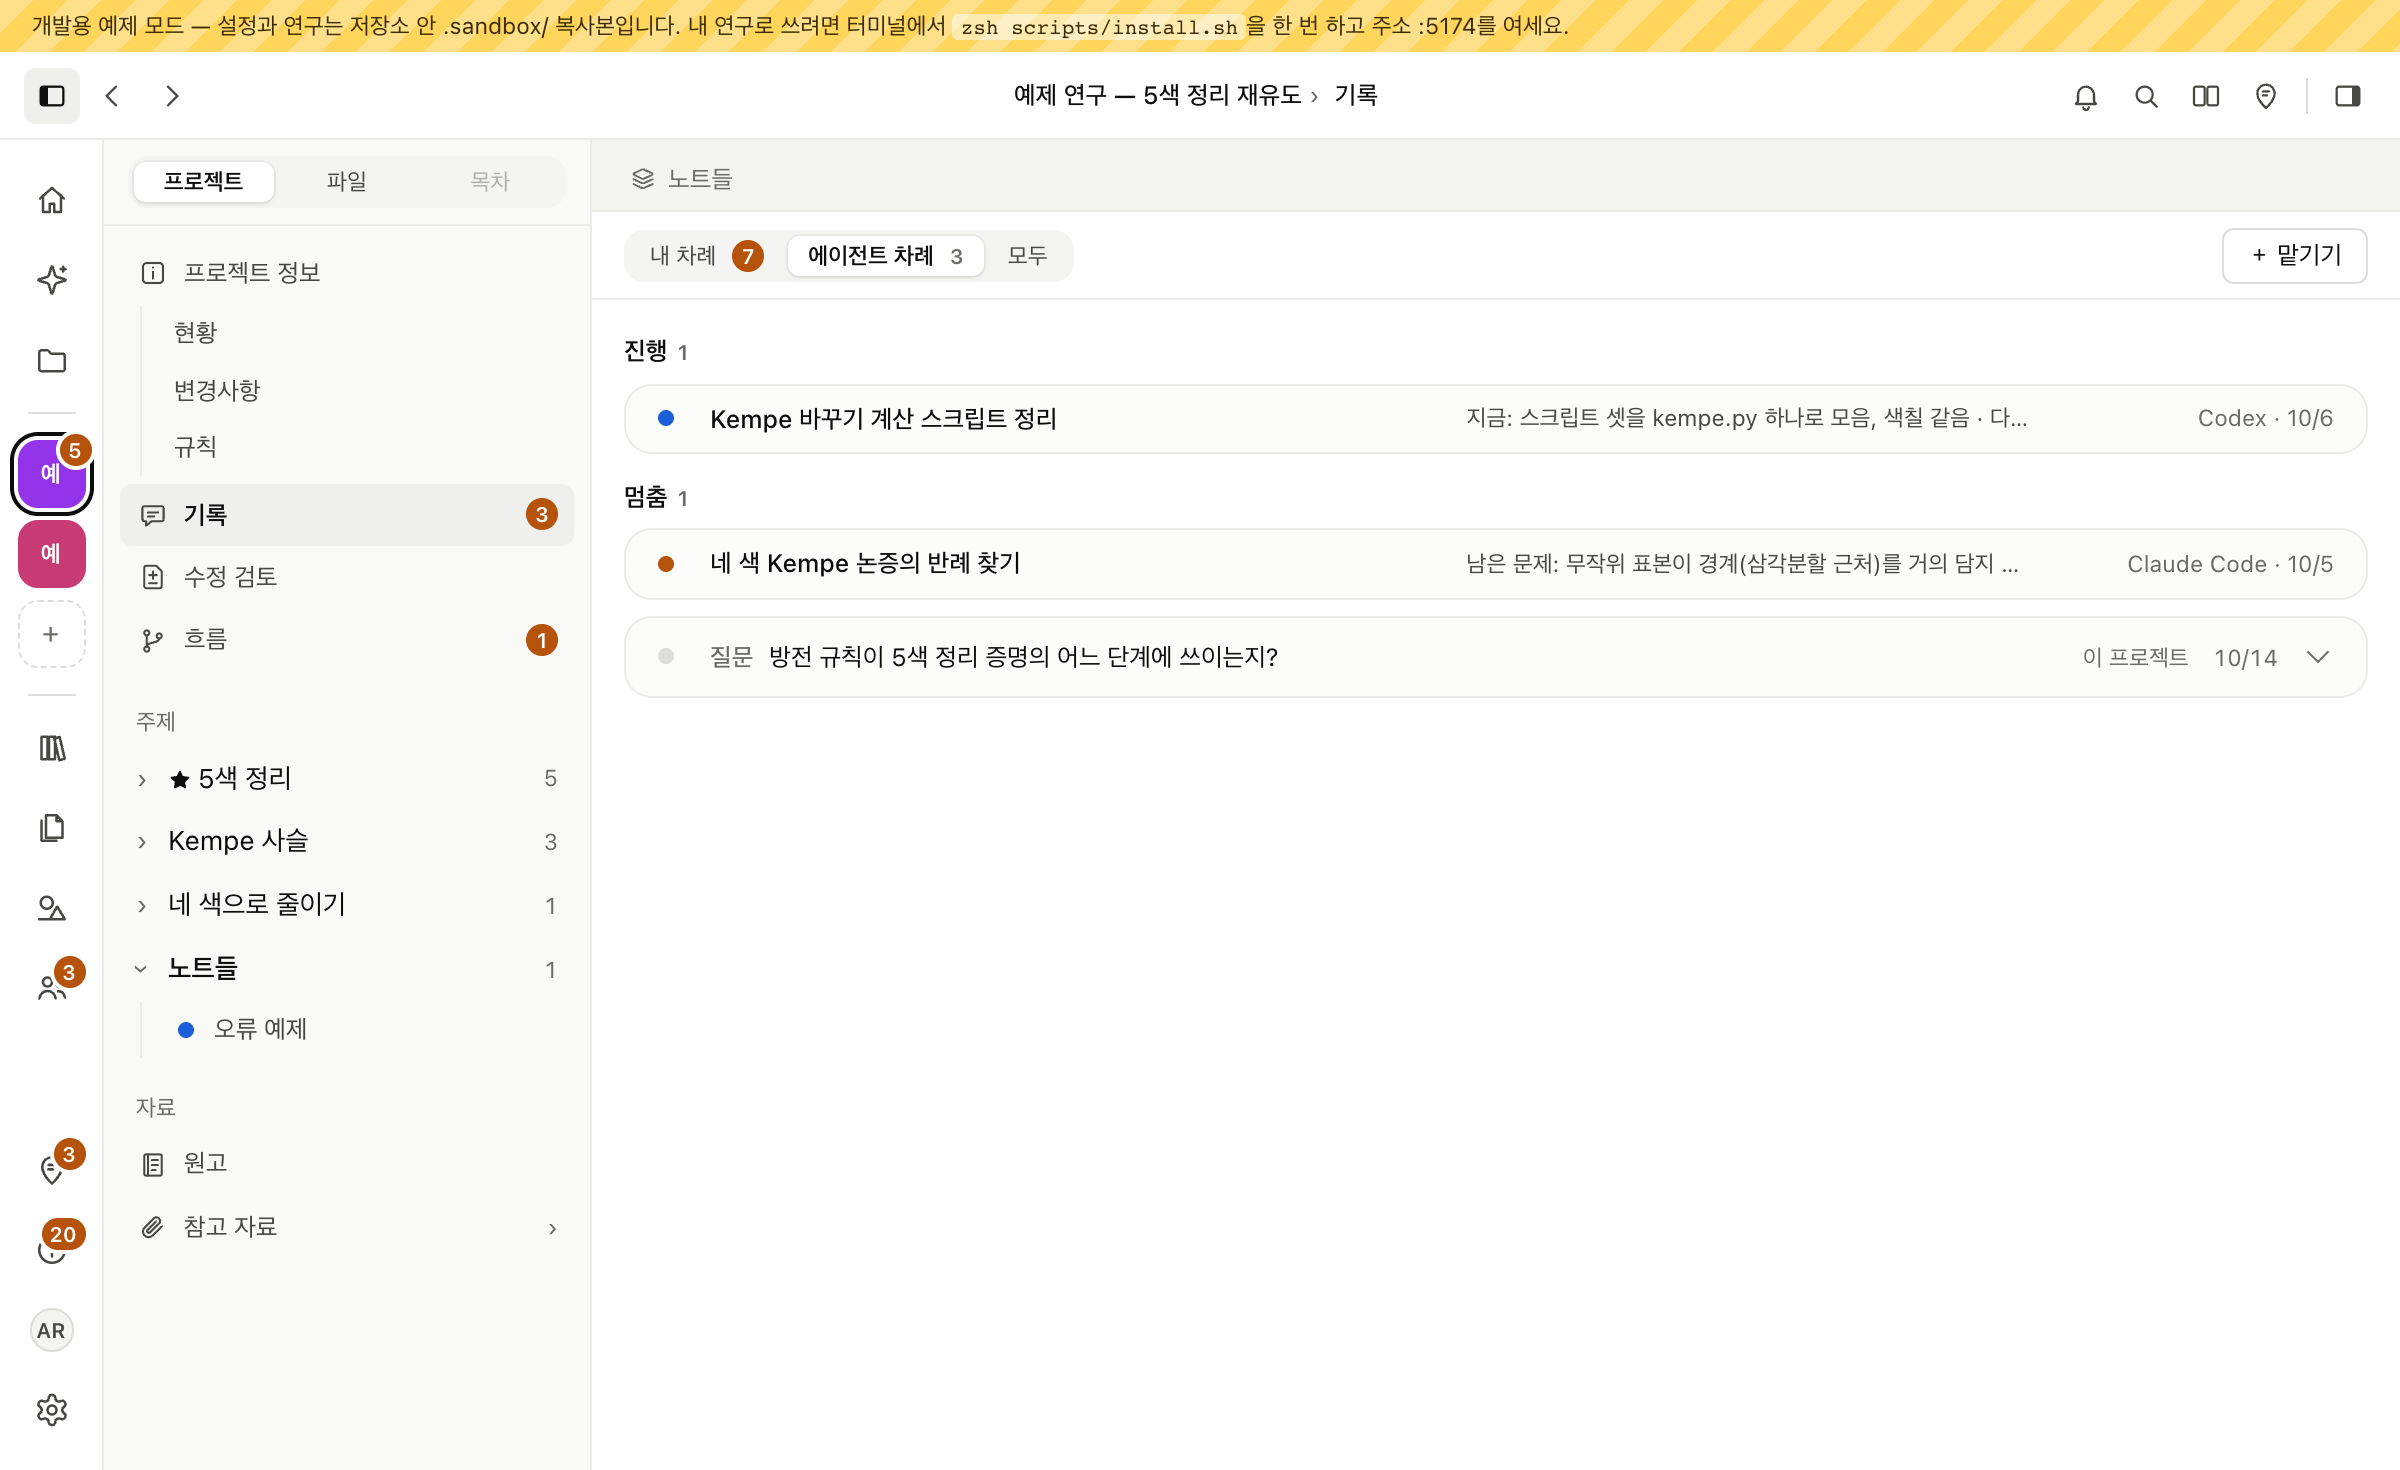 개발용 예제 모드 — 설정과 연구는 저장소 안 .sandbox/ 복사본입니다. 내 연구로 쓰려면 터미널에서 zsh scripts/install.sh을 한 번 하고 주소 :5174를 여세요.
예제 연구 — 5색 정리 재유도 › 기록
프로젝트 파일 목차
프로젝트 정보
현황
변경사항
규칙
기록 3
수정 검토
흐름 1
주제
5색 정리 5
Kempe 사슬 3
네 색으로 줄이기 1
노트들 1
오류 예제
자료
원고
참고 자료
예 5
예
+
3
3
20
AR
노트들
내 차례 7 에이전트 차례 3 모두
+ 맡기기
진행 1
Kempe 바꾸기 계산 스크립트 정리 지금: 스크립트 셋을 kempe.py 하나로 모음, 색칠 같음 · 다... Codex · 10/6
멈춤 1
네 색 Kempe 논증의 반례 찾기 남은 문제: 무작위 표본이 경계(삼각분할 근처)를 거의 담지 ... Claude Code · 10/5
질문 방전 규칙이 5색 정리 증명의 어느 단계에 쓰이는지? 이 프로젝트 10/14